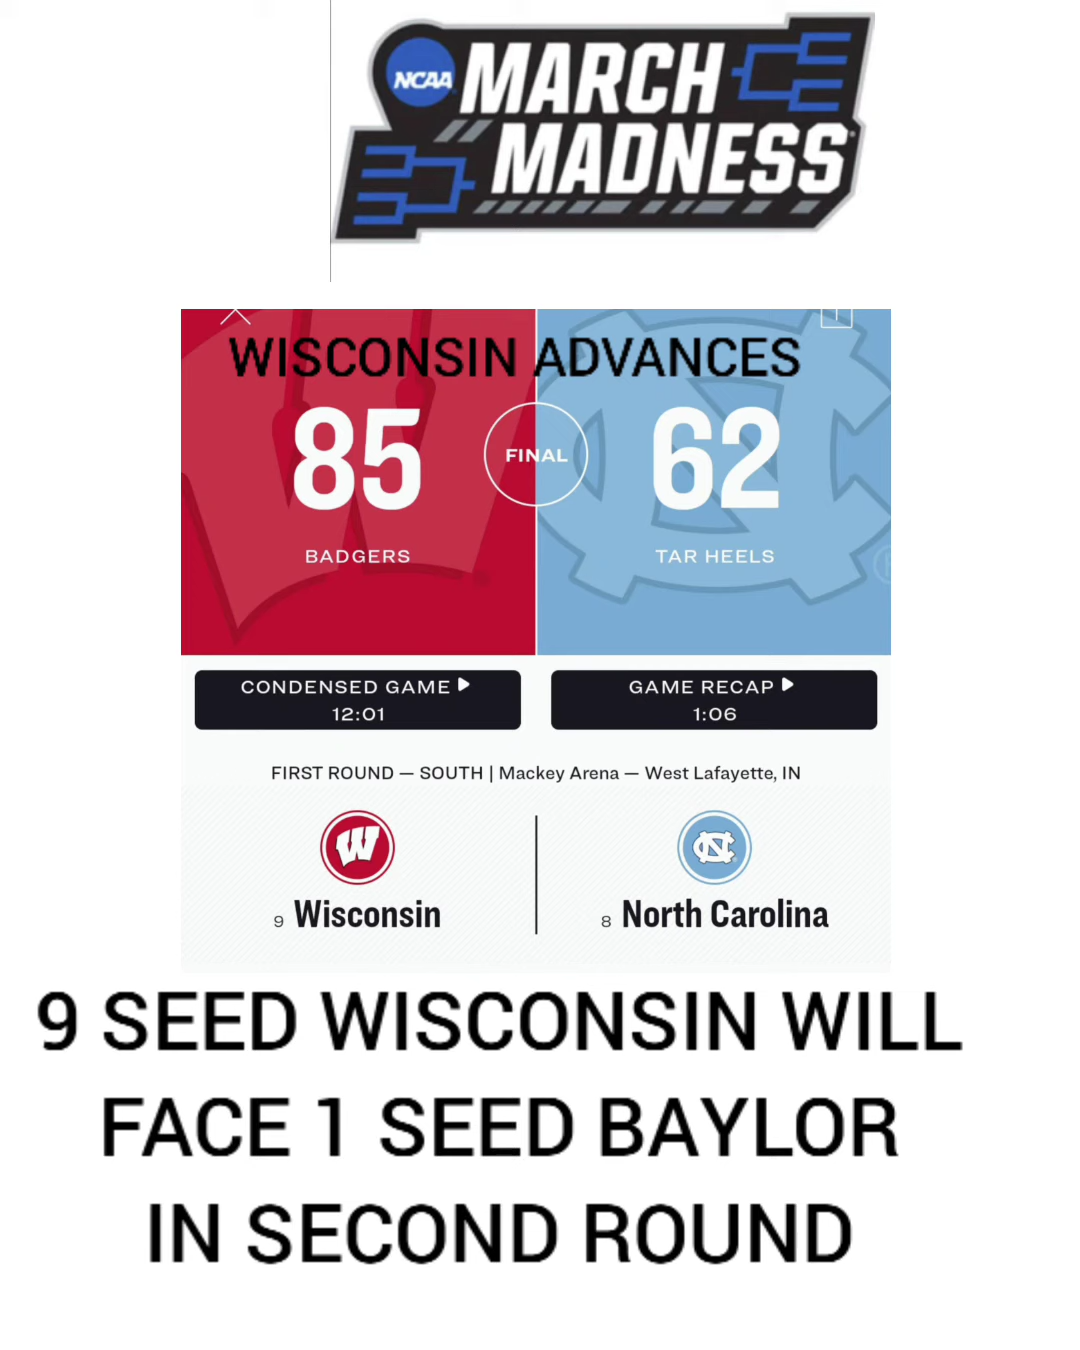 NCAA MARCH
MADNESS
WISCONSIN ADVANCES
85 FINAL 62
BADGERS TAR HEELS
CONDENSED GAME GAME RECAP
12:01 1:06
FIRST ROUND — SOUTH | Mackey Arena — West Lafayette, IN
W NC
9 Wisconsin 8 North Carolina
9 SEED WISCONSIN WILL
FACE 1 SEED BAYLOR
IN SECOND ROUND